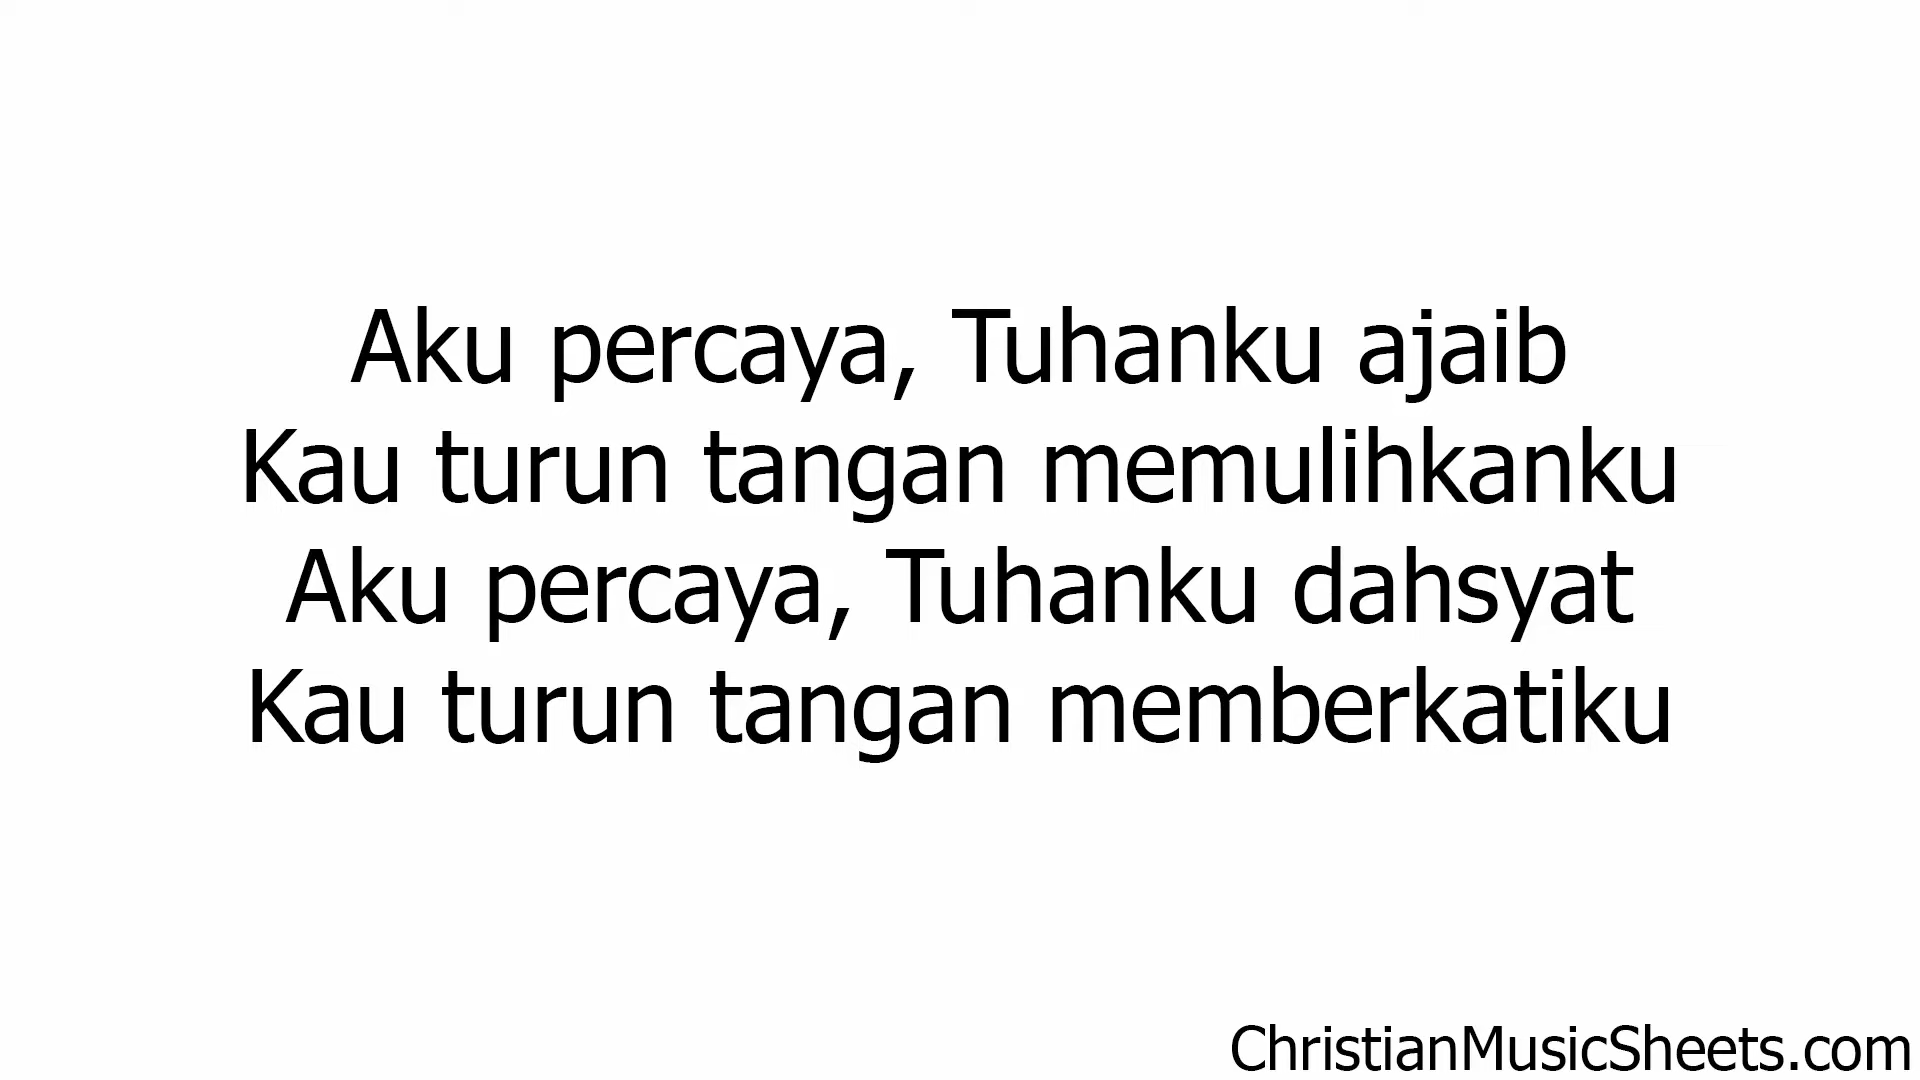 Aku percaya, Tuhanku ajaib
Kau turun tangan memulihkanku
Aku percaya, Tuhanku dahsyat
Kau turun tangan memberkatiku
ChristianMusicSheets.com